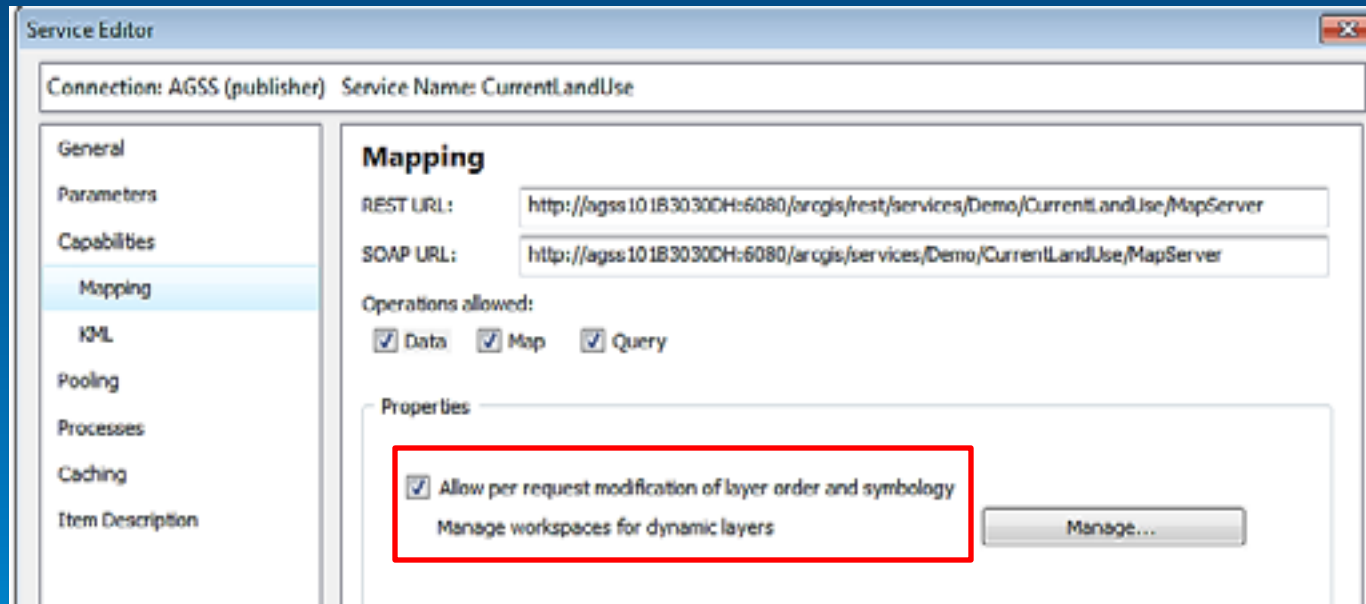 Service Editor
Connection: AGSS (publisher) Service Name: CurrentLandUse
General
Parameters
Capabilities
Mapping
KML
Pooling
Processes
Caching
Item Description
Mapping
REST URL: http://agss101B3030DH:6080/arcgis/rest/services/Demo/CurrentLandUse/MapServer
SOAP URL: http://agss101B3030DH:6080/arcgis/services/Demo/CurrentLandUse/MapServer
Operations allowed:
Data Map Query
Properties
Allow per request modification of layer order and symbology
Manage workspaces for dynamic layers Manage...